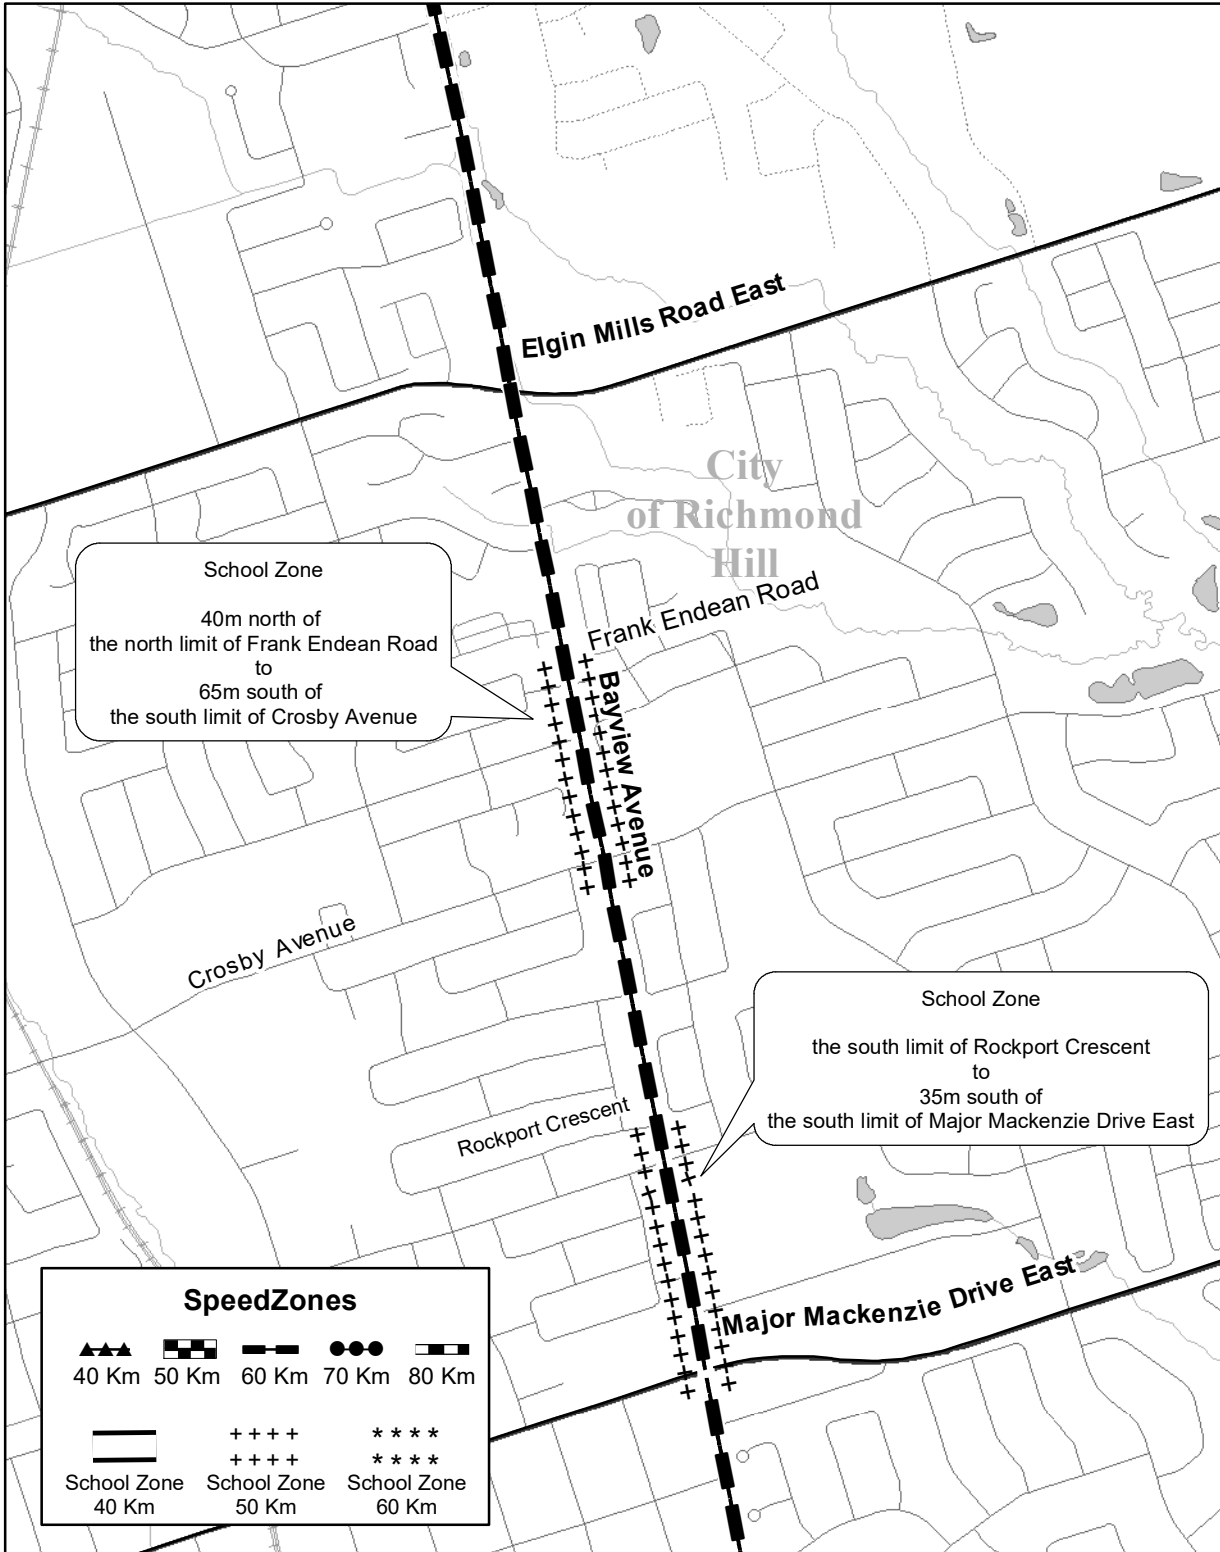 Elgin Mills Road East
City
of Richmond
Hill
School Zone
40m north of
the north limit of Frank Endean Road
to
65m south of
the south limit of Crosby Avenue
Frank Endean Road
Bayview Avenue
Crosby Avenue
School Zone
the south limit of Rockport Crescent
to
35m south of
the south limit of Major Mackenzie Drive East
Rockport Crescent
Major Mackenzie Drive East
SpeedZones
40 Km 50 Km 60 Km 70 Km 80 Km
School Zone School Zone School Zone
40 Km 50 Km 60 Km